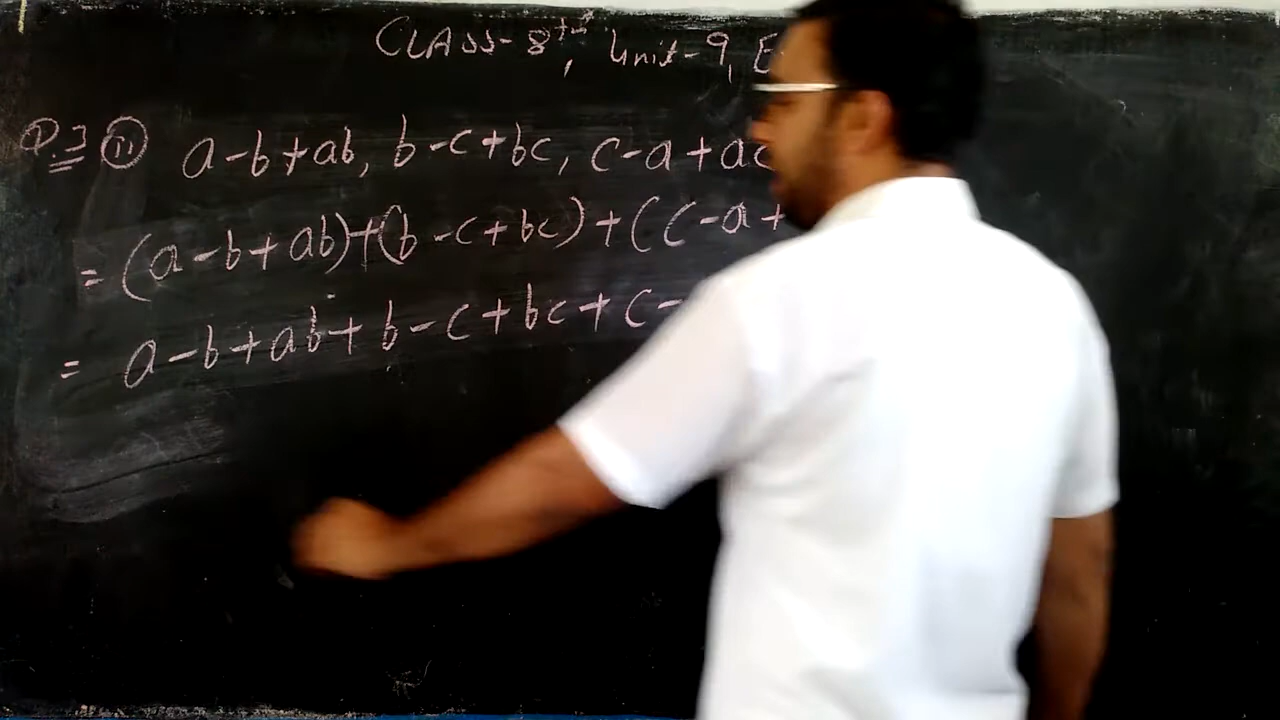 CLASS-8th, Unit-9, E
Q.3 (ii) a-b+ab, b-c+bc, c-a+ac
= (a-b+ab)+(b-c+bc)+(c-a+
= a-b+ab+b-c+bc+c-